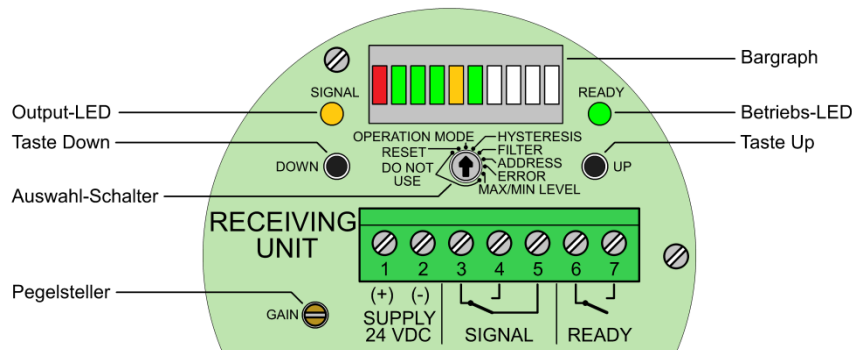 Bargraph
SIGNAL
READY
Output-LED
Betriebs-LED
Taste Down
OPERATION MODE
HYSTERESIS
Taste Up
RESET
FILTER
DOWN
DO NOT
USE
ADDRESS
UP
ERROR
Auswahl-Schalter
MAX/MIN LEVEL
RECEIVING
UNIT
1 2 3 4 5 6 7
Pegelsteller
GAIN
(+) (-)
SUPPLY
24 VDC
SIGNAL
READY